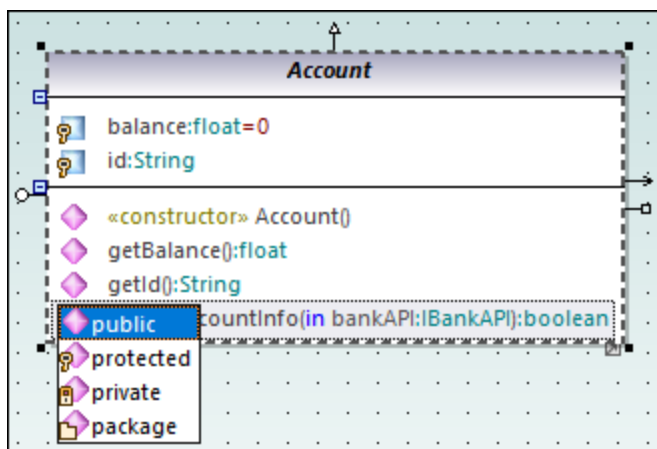 Account
balance:float=0
id:String
«constructor» Account()
getBalance():float
getId():String
countInfo(in bankAPI:IBankAPI):boolean
public
protected
private
package